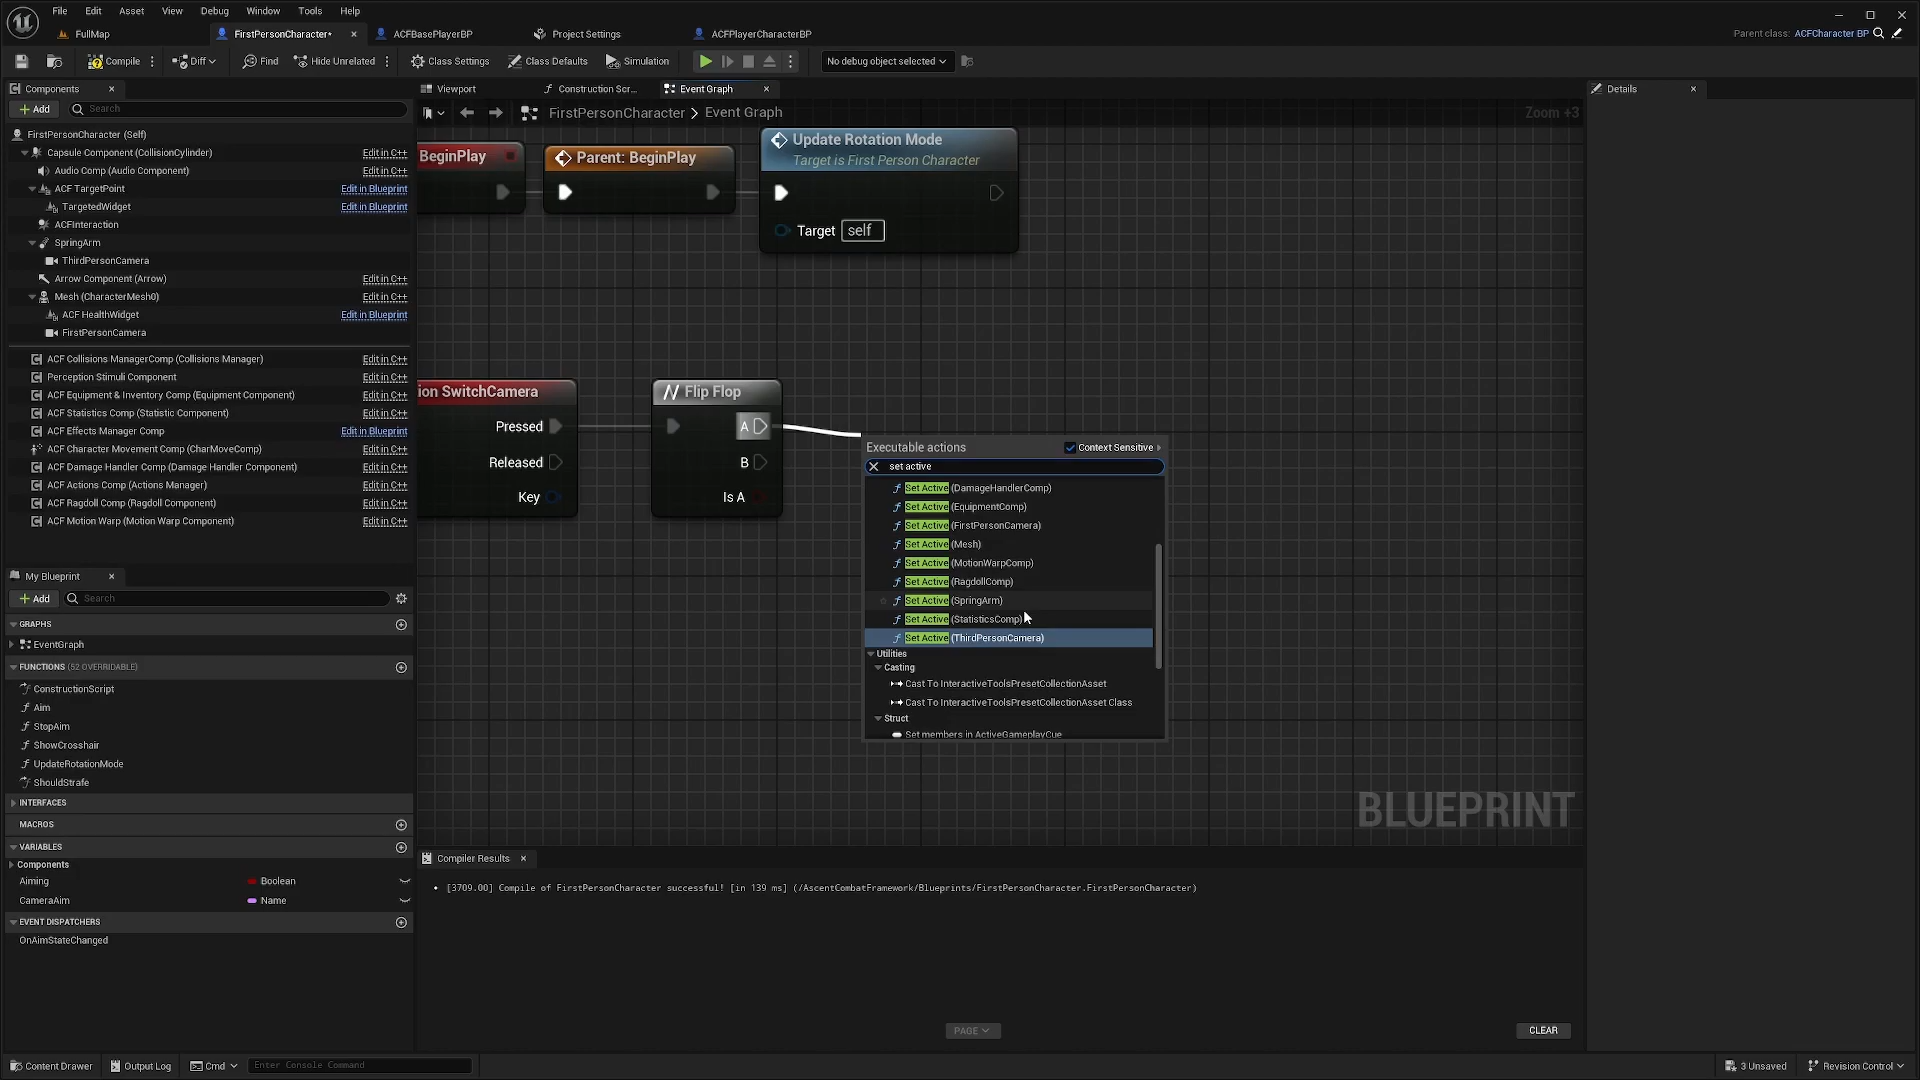 File Edit Asset View Debug Window Tools Help
FullMap
FirstPersonCharacter*
ACFBasePlayerBP
Project Settings
ACFPlayerCharacterBP
Parent class: ACFCharacter BP
Compile
Diff
Find
Hide Unrelated
Class Settings
Class Defaults
Simulation
No debug object selected
Components
Add
Search
FirstPersonCharacter (Self)
Capsule Component (CollisionCylinder) Edit in C++
Audio Comp (Audio Component) Edit in C++
ACF TargetPoint Edit in Blueprint
TargetedWidget Edit in Blueprint
ACFInteraction
SpringArm
ThirdPersonCamera
Arrow Component (Arrow) Edit in C++
Mesh (CharacterMesh0) Edit in C++
ACF HealthWidget Edit in Blueprint
FirstPersonCamera
ACF Collisions ManagerComp (Collisions Manager) Edit in C++
Perception Stimuli Component Edit in C++
ACF Equipment & Inventory Comp (Equipment Component) Edit in C++
ACF Statistics Comp (Statistic Component) Edit in C++
ACF Effects Manager Comp Edit in Blueprint
ACF Character Movement Comp (CharMoveComp) Edit in C++
ACF Damage Handler Comp (Damage Handler Component) Edit in C++
ACF Actions Comp (Actions Manager) Edit in C++
ACF Ragdoll Comp (Ragdoll Component) Edit in C++
ACF Motion Warp (Motion Warp Component) Edit in C++
My Blueprint
Add
Search
GRAPHS
EventGraph
FUNCTIONS (52 OVERRIDABLE)
ConstructionScript
Aim
StopAim
ShowCrosshair
UpdateRotationMode
ShouldStrafe
INTERFACES
MACROS
VARIABLES
Components
Aiming Boolean
CameraAim Name
EVENT DISPATCHERS
OnAimStateChanged
Viewport
Construction Scr...
Event Graph
FirstPersonCharacter > Event Graph
Zoom +3
BeginPlay
Parent: BeginPlay
Update Rotation Mode
Target is First Person Character
Target self
ion SwitchCamera
Pressed
Released
Key
Flip Flop
A
B
Is A
Executable actions
Context Sensitive
set active
Set Active (DamageHandlerComp)
Set Active (EquipmentComp)
Set Active (FirstPersonCamera)
Set Active (Mesh)
Set Active (MotionWarpComp)
Set Active (RagdollComp)
Set Active (SpringArm)
Set Active (StatisticsComp)
Set Active (ThirdPersonCamera)
Utilities
Casting
Cast To InteractiveToolsPresetCollectionAsset
Cast To InteractiveToolsPresetCollectionAsset Class
Struct
Set members in ActiveGameplayCue
BLUEPRINT
Compiler Results
[3709.00] Compile of FirstPersonCharacter successful! [in 139 ms] (/AscentCombatFramework/Blueprints/FirstPersonCharacter.FirstPersonCharacter)
PAGE
CLEAR
Details
Content Drawer
Output Log
Cmd
Enter Console Command
3 Unsaved
Revision Control